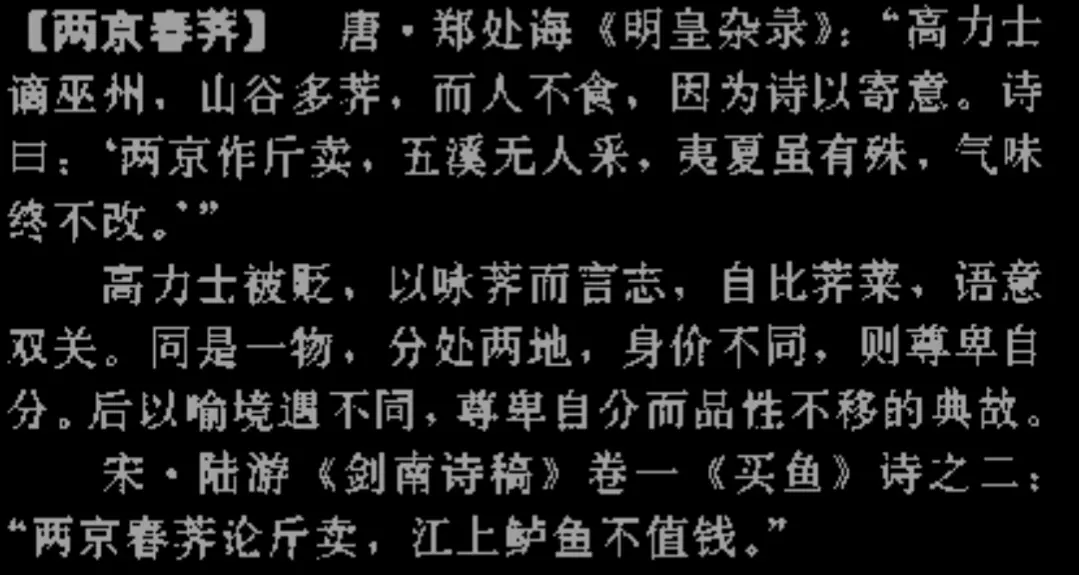 【两京春荠】 唐·郑处诲《明皇杂录》：“高力士
谪巫州，山谷多荠，而人不食，因为诗以寄意。诗
曰：‘两京作斤卖，五溪无人采，夷夏虽有殊，气味
终不改。’”
高力士被贬，以咏荠而言志，自比荠菜，语意
双关。同是一物，分处两地，身价不同，则尊卑自
分。后以喻境遇不同，尊卑自分而品性不移的典故。
宋·陆游《剑南诗稿》卷一《买鱼》诗之二：
“两京春荠论斤卖，江上鲈鱼不值钱。”